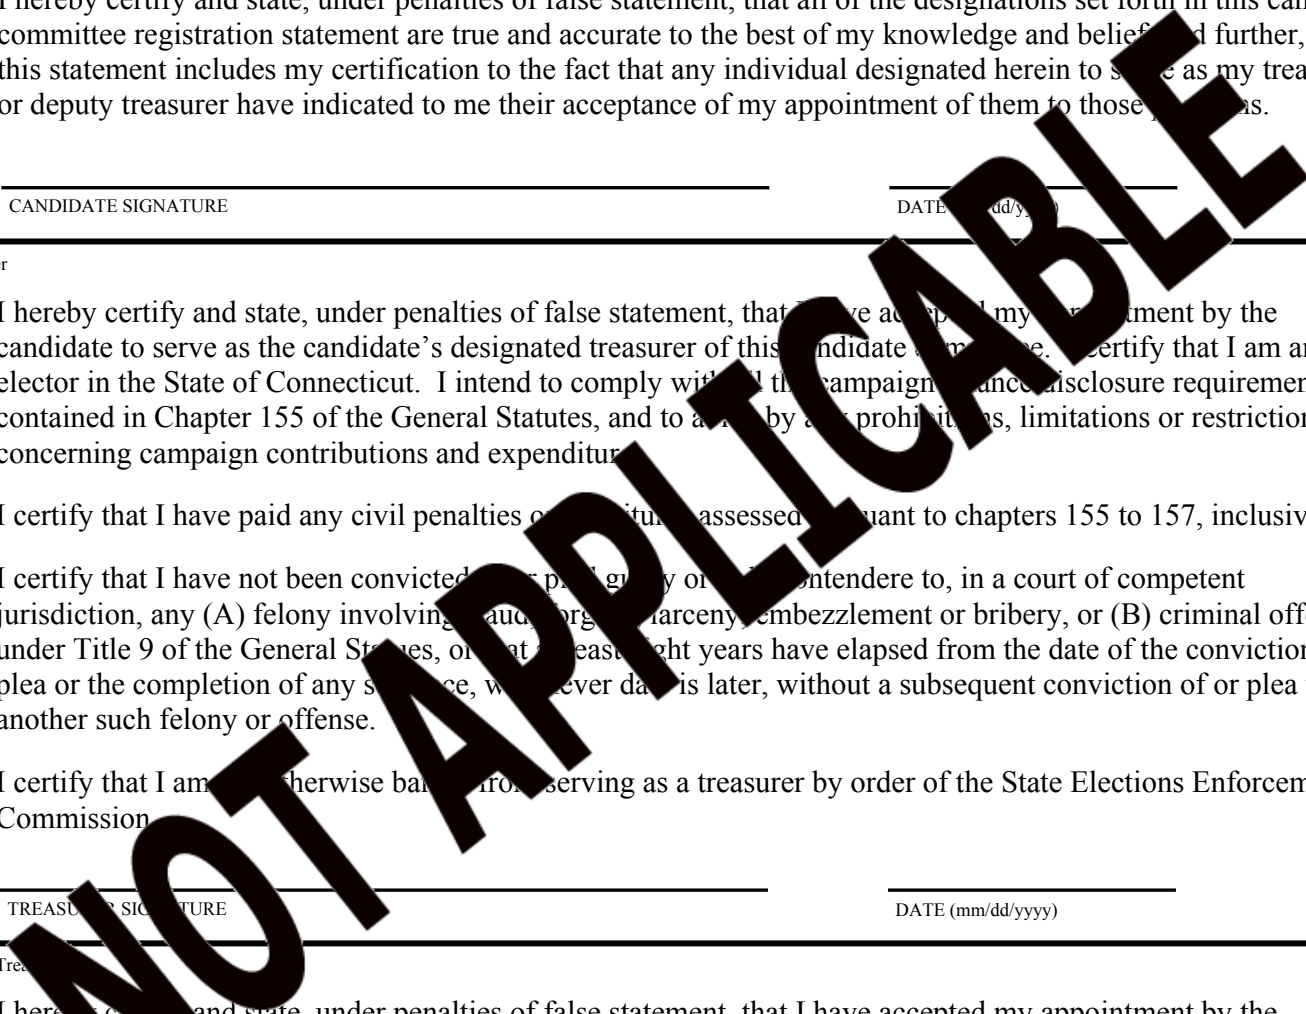 I hereby certify and state, under penalties of false statement, that all of the designations set forth in this
committee registration statement are true and accurate to the best of my knowledge and belief further,
this statement includes my certification to the fact that any individual designated herein to as my
or deputy treasurer have indicated to me their acceptance of my appointment of them to those
CANDIDATE SIGNATURE DATE
I hereby certify and state, under penalties of false statement, that my by the
candidate to serve as the candidate’s designated treasurer of this certify that I am
elector in the State of Connecticut. I intend to comply campaign disclosure
contained in Chapter 155 of the General Statutes, and to by limitations or
concerning campaign contributions and
I certify that I have paid any civil penalties assessed to chapters 155 to 157,
I certify that I have not been convicted to, in a court of competent
jurisdiction, any (A) felony involving larceny, embezzlement or bribery, or (B) criminal
under Title 9 of the General years have elapsed from the date of the
plea or the completion of any is later, without a subsequent conviction of or plea
another such felony or offense.
I certify that I am from serving as a treasurer by order of the State Elections
Commission
TREASURER SIGNATURE DATE (mm/dd/yyyy)
I and state, under penalties of false statement, that I have accepted my appointment by the
NOT APPLICABLE